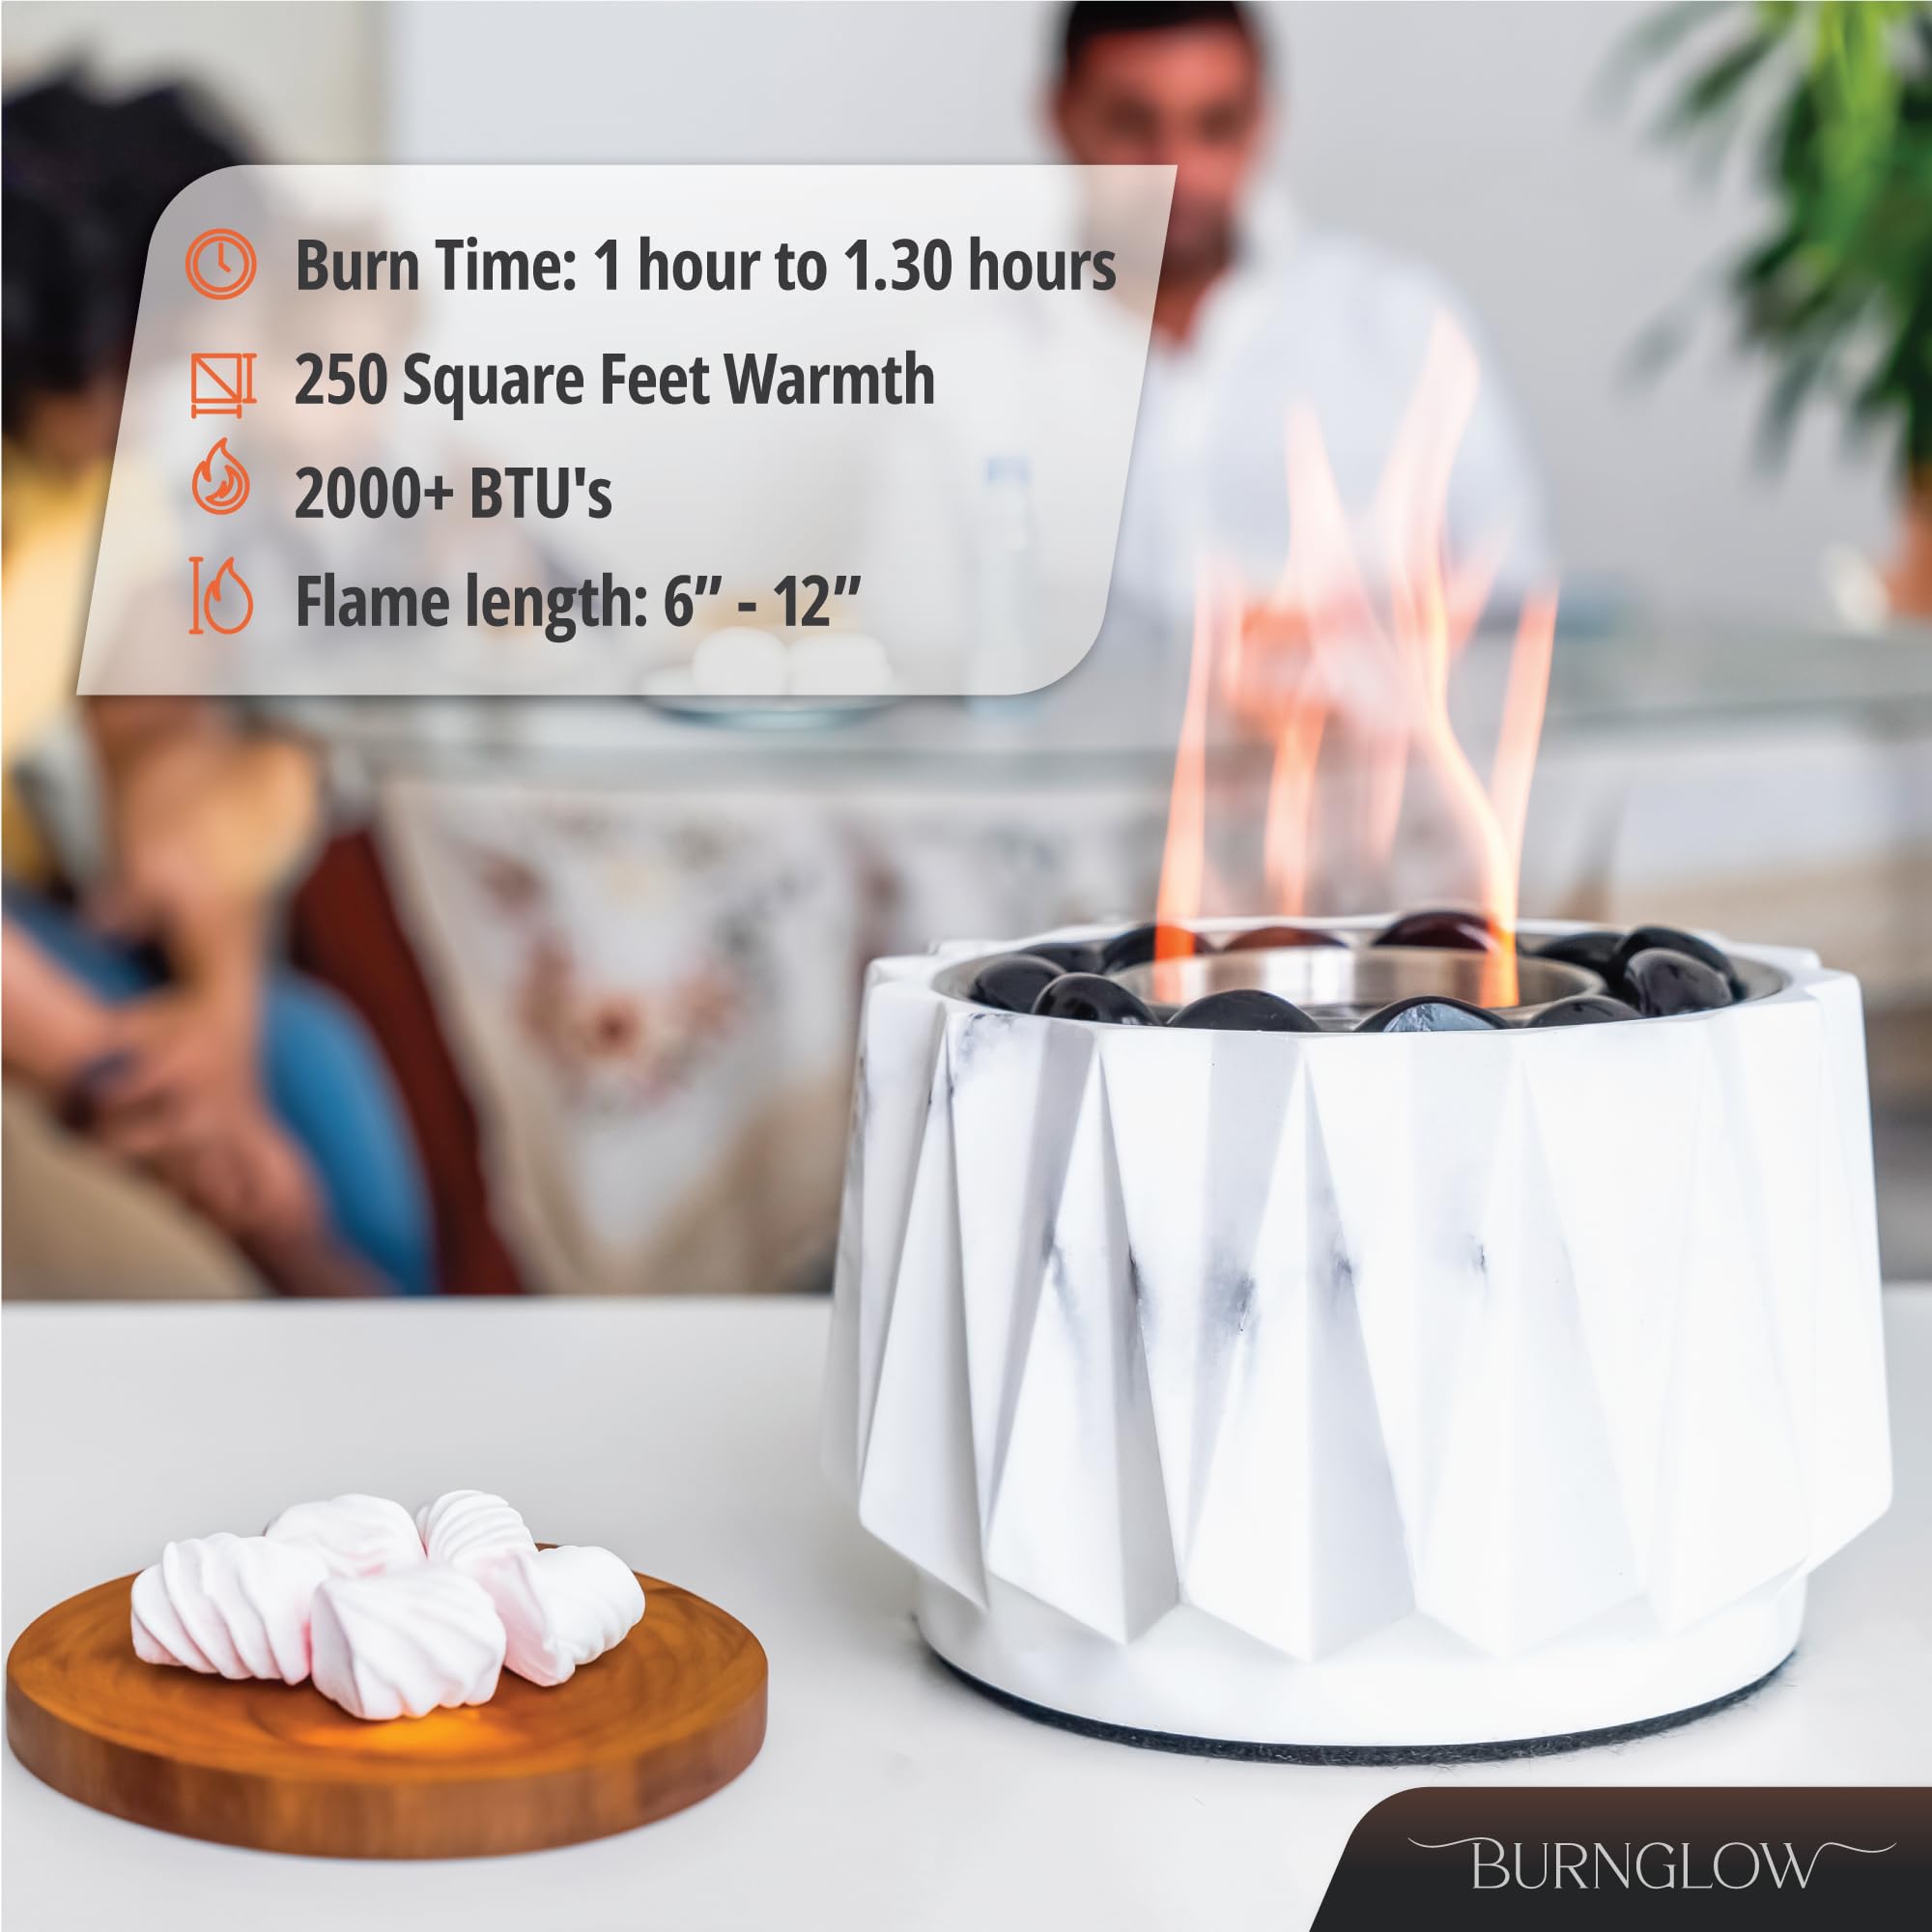 Burn Time: 1 hour to 1.30 hours
250 Square Feet Warmth
2000+ BTU's
Flame length: 6” - 12”
BURNGLOW